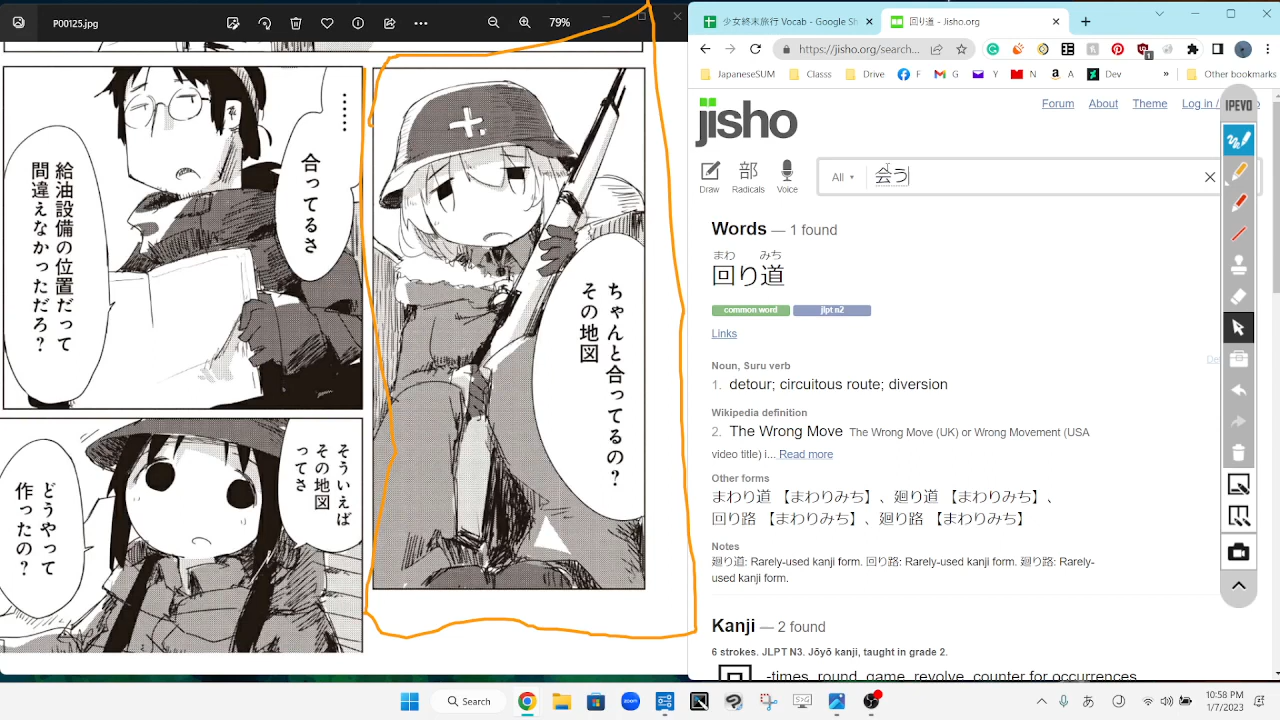 P00125.jpg
79%
少女終末旅行 Vocab - Google Sh
回り道 - Jisho.org
https://jisho.org/search...
JapaneseSUM
Classs
Drive
F
G
Y
N
A
Dev
»
Other bookmarks
ちゃんと合ってるの?
その地図
……
合ってるさ
給油設備の位置だって
間違えなかっただろ?
そういえば
その地図
ってさ
どうやって
作ったの?
Forum
About
Theme
Log in /
jisho
Draw
部
Radicals
Voice
All
会う
Words — 1 found
まわ みち
回り道
common word
jlpt n2
Links
Noun, Suru verb
1. detour; circuitous route; diversion
Wikipedia definition
2. The Wrong Move The Wrong Move (UK) or Wrong Movement (USA
video title) i... Read more
Other forms
まわり道 【まわりみち】、廻り道 【まわりみち】、
回り路 【まわりみち】、廻り路 【まわりみち】
Notes
廻り道: Rarely-used kanji form. 回り路: Rarely-used kanji form. 廻り路: Rarely-
used kanji form.
Kanji — 2 found
6 strokes. JLPT N3. Jōyō kanji, taught in grade 2.
回
-times, round, game, revolve, counter for occurrences
IPEVO
Search
zoom
あ
10:58 PM
1/7/2023